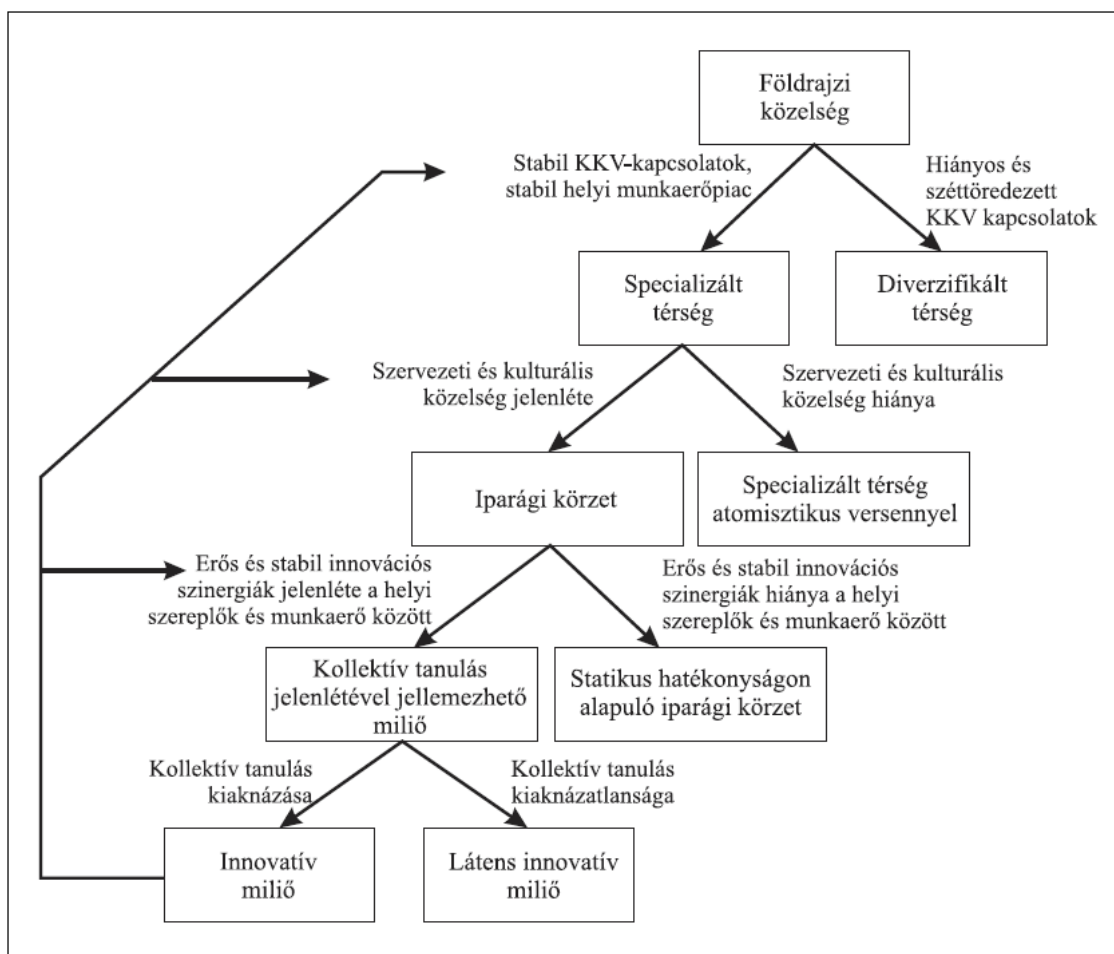 Földrajzi
közelség
Stabil KKV-kapcsolatok,
stabil helyi munkaerőpiac
Hiányos és
széttöredezett
KKV kapcsolatok
Specializált
térség
Diverzifikált
térség
Szervezeti és kulturális
közelség jelenléte
Szervezeti és kulturális
közelség hiánya
Iparági körzet
Specializált térség
atomisztikus versennyel
Erős és stabil innovációs
szinergiák jelenléte a helyi
szereplők és munkaerő között
Erős és stabil innovációs
szinergiák hiánya a helyi
szereplők és munkaerő között
Kollektív tanulás
jelenlétével jellemezhető
miliő
Statikus hatékonyságon
alapuló iparági körzet
Kollektív tanulás
kiaknázása
Kollektív tanulás
kiaknázatlansága
Innovatív
miliő
Látens innovatív
miliő